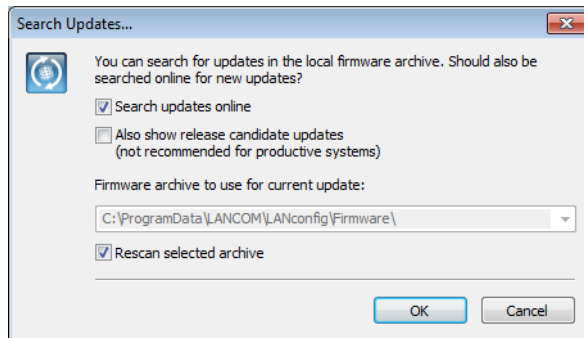 Search Updates...
You can search for updates in the local firmware archive. Should also be
searched online for new updates?
Search updates online
Also show release candidate updates
(not recommended for productive systems)
Firmware archive to use for current update:
C:\ProgramData\LANCOM\LANconfig\Firmware\
Rescan selected archive
OK
Cancel